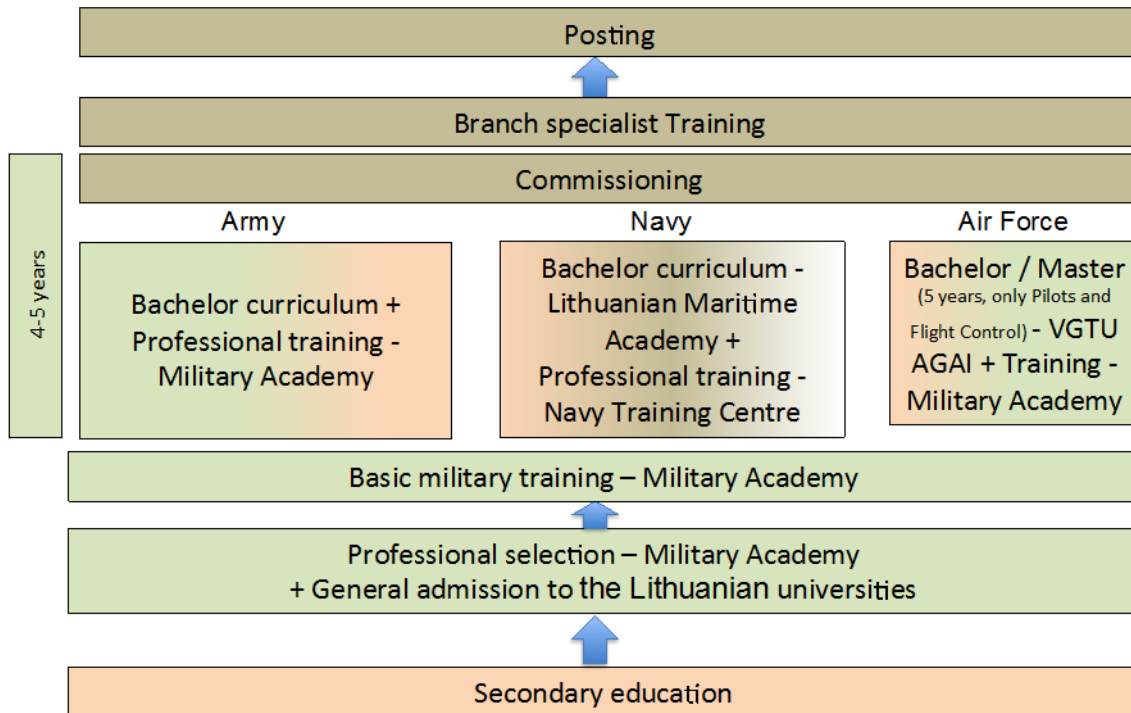 Posting
Branch specialist Training
Commissioning
4-5 years
Army
Navy
Air Force
Bachelor curriculum +
Professional training -
Military Academy
Bachelor curriculum -
Lithuanian Maritime
Academy +
Professional training -
Navy Training Centre
Bachelor / Master
(5 years, only Pilots and
Flight Control) - VGTU
AGAI + Training -
Military Academy
Basic military training – Military Academy
Professional selection – Military Academy
+ General admission to the Lithuanian universities
Secondary education